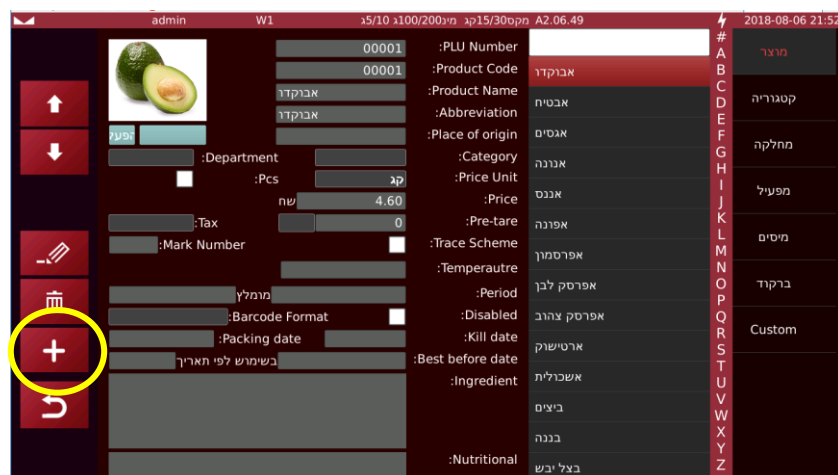 admin W1 מקס15/30קג מינ100/200ג 5/10ג A2.06.49 2018-08-06 21:52
PLU Number: 00001
Product Code: 00001
Product Name: אבוקדו
Abbreviation: אבוקדו
Place of origin:
Category: Department:
Price Unit: קג Pcs:
Price: 4.60 שח
Pre-tare: 0 Tax:
Trace Scheme: Mark Number:
Temperautre:
Period: מומלץ
Disabled: Barcode Format:
Kill date: Packing date:
Best before date: בשימוש לפי תאריך
Ingredient:
Nutritional:
אבוקדו
אבטיח
אגסים
אנונה
אננס
אפונה
אפרסמון
אפרסק לבן
אפרסק צהוב
ארטישוק
אשכולית
ביצים
בננה
בצל יבש
#
A
B
C
D
E
F
G
H
I
J
K
L
M
N
O
P
Q
R
S
T
U
V
W
X
Y
Z
מוצר
קטגוריה
מחלקה
מפעיל
מיסים
ברקוד
Custom